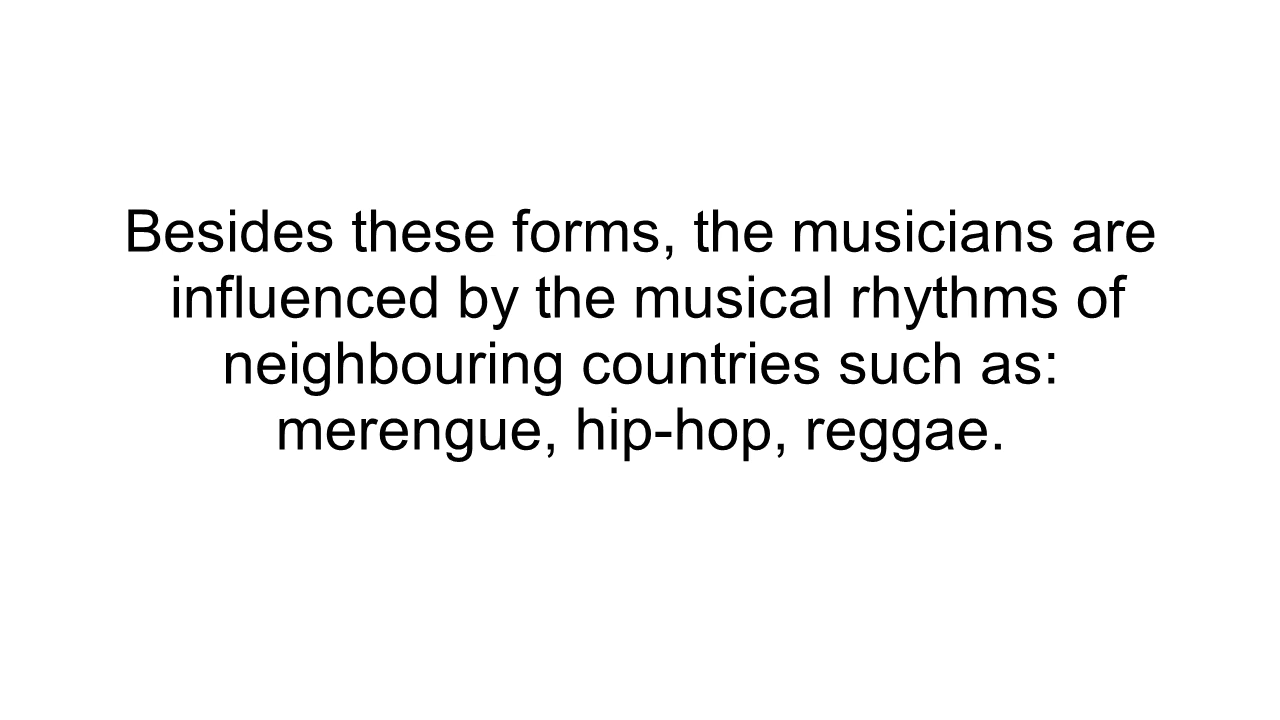 Besides these forms, the musicians are
influenced by the musical rhythms of
neighbouring countries such as:
merengue, hip-hop, reggae.